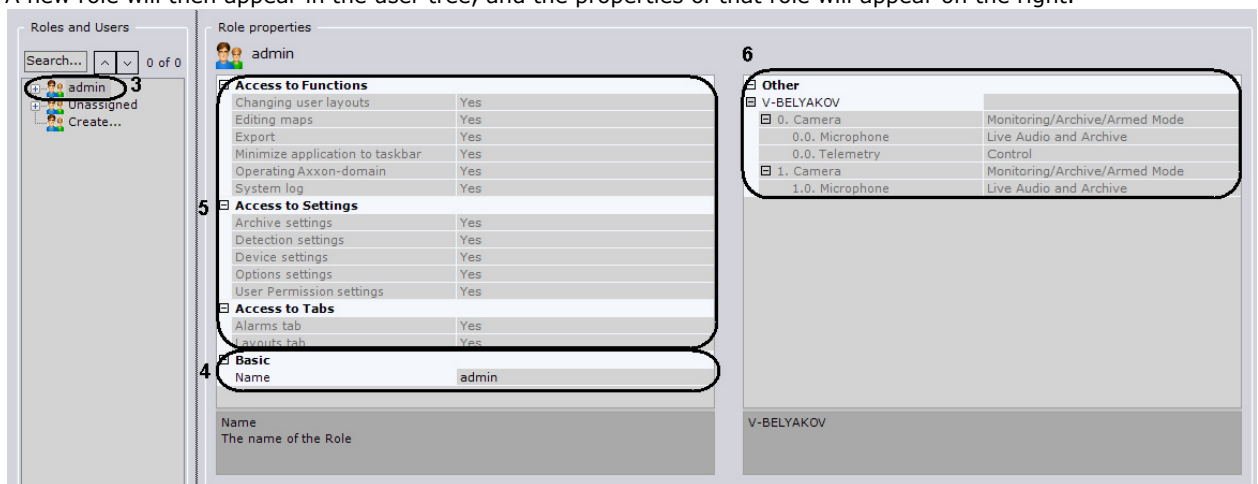 A new role will then appear in the user tree, and the properties of that role will appear on the right.
Roles and Users
Search... 0 of 0
admin 3
Unassigned
Create...
Role properties
admin
5
Access to Functions
Changing user layouts Yes
Editing maps Yes
Export Yes
Minimize application to taskbar Yes
Operating Axxon-domain Yes
System log Yes
Access to Settings
Archive settings Yes
Detection settings Yes
Device settings Yes
Options settings Yes
User Permission settings Yes
Access to Tabs
Alarms tab Yes
Layouts tab Yes
4
Basic
Name admin
Name
The name of the Role
6
Other
V-BELYAKOV
0. Camera Monitoring/Archive/Armed Mode
0.0. Microphone Live Audio and Archive
0.0. Telemetry Control
1. Camera Monitoring/Archive/Armed Mode
1.0. Microphone Live Audio and Archive
V-BELYAKOV